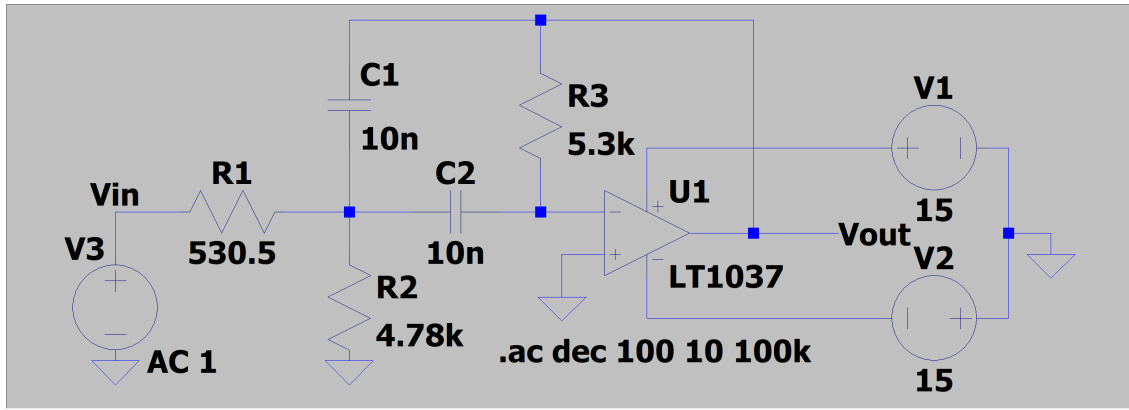 C1
10n
R3
5.3k
V1
15
R1
Vin
530.5
C2
10n
U1
LT1037
Vout
V2
15
V3
AC 1
R2
4.78k
.ac dec 100 10 100k